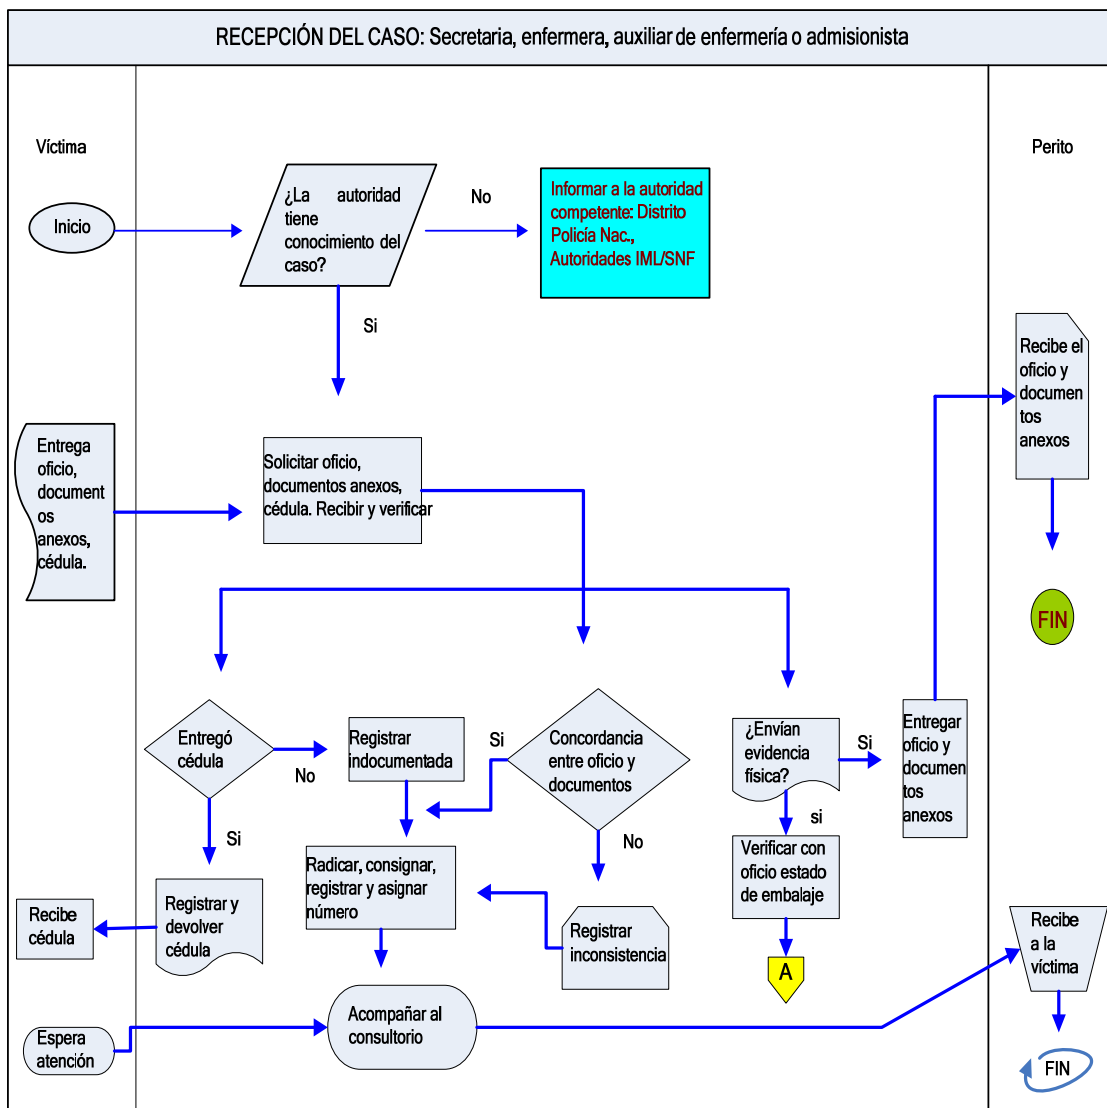 RECEPCIÓN DEL CASO: Secretaria, enfermera, auxiliar de enfermería o admisionista
Víctima
Perito
Inicio
¿La autoridad
tiene
conocimiento del
caso?
No
Informar a la autoridad
competente: Distrito
Policía Nac.,
Autoridades IML/SNF
Si
Recibe el
oficio y
documen
tos
anexos
Entrega
oficio,
document
os
anexos,
cédula.
Solicitar oficio,
documentos anexos,
cédula. Recibir y verificar
FIN
Entregó
cédula
No
Si
Registrar
indocumentada
Si
Concordancia
entre oficio y
documentos
No
¿Envían
evidencia
física?
Si
si
Entregar
oficio y
documen
tos
anexos
Verificar con
oficio estado
de embalaje
Radicar, consignar,
registrar y asignar
número
Recibe
cédula
Registrar y
devolver
cédula
Registrar
inconsistencia
A
Recibe
a la
víctima
Espera
atención
Acompañar al
consultorio
FIN